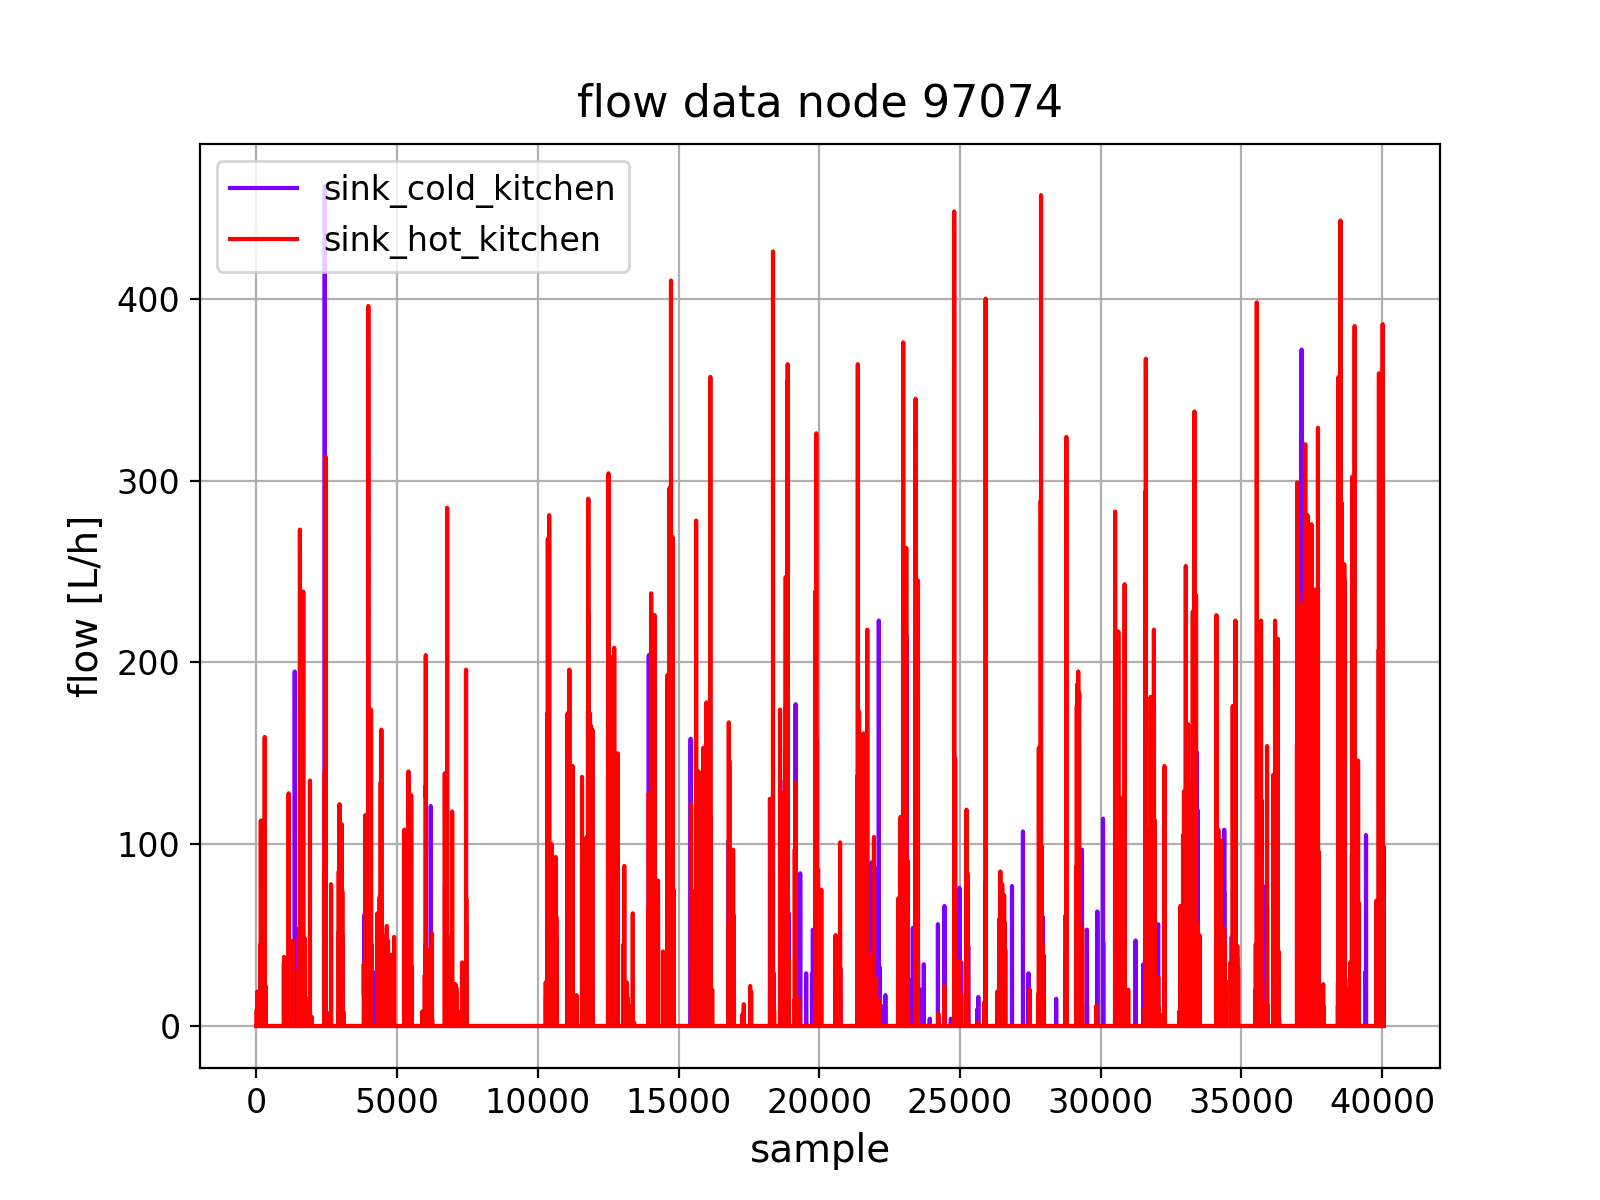 flow data node 97074
sink_cold_kitchen
sink_hot_kitchen
400
300
200
100
0
flow [L/h]
0 5000 10000 15000 20000 25000 30000 35000 40000
sample